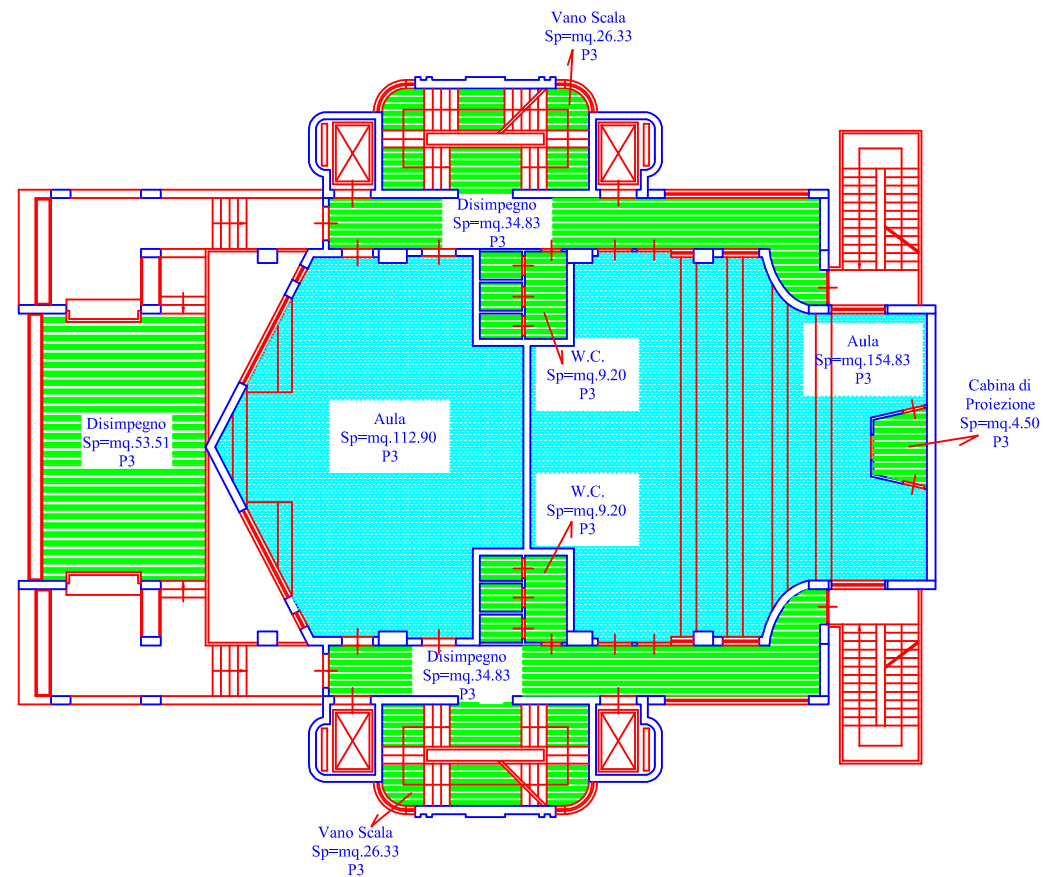 Vano Scala
Sp=mq.26.33
P3
Disimpegno
Sp=mq.34.83
P3
W.C.
Sp=mq.9.20
P3
Aula
Sp=mq.154.83
P3
Cabina di
Proiezione
Sp=mq.4.50
P3
Aula
Sp=mq.112.90
P3
Disimpegno
Sp=mq.53.51
P3
W.C.
Sp=mq.9.20
P3
Disimpegno
Sp=mq.34.83
P3
Vano Scala
Sp=mq.26.33
P3